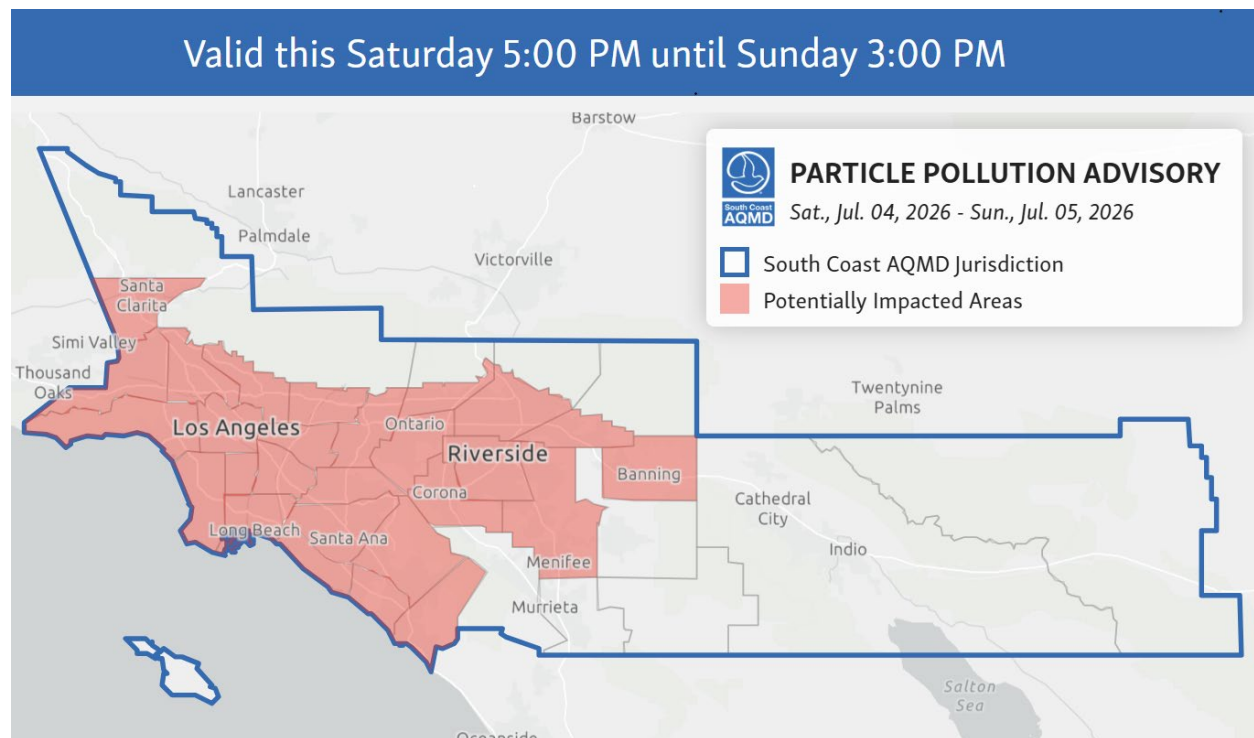 Valid this Saturday 5:00 PM until Sunday 3:00 PM
Barstow
PARTICLE POLLUTION ADVISORY
South Coast
AQMD
Sat., Jul. 04, 2026 - Sun., Jul. 05, 2026
South Coast AQMD Jurisdiction
Potentially Impacted Areas
Lancaster
Palmdale
Victorville
Santa
Clarita
Simi Valley
Thousand
Oaks
Twentynine
Palms
Los Angeles
Ontario
Riverside
Banning
Corona
Cathedral
City
Long Beach
Santa Ana
Indio
Menifee
Murrieta
Salton
Sea
Oceanside